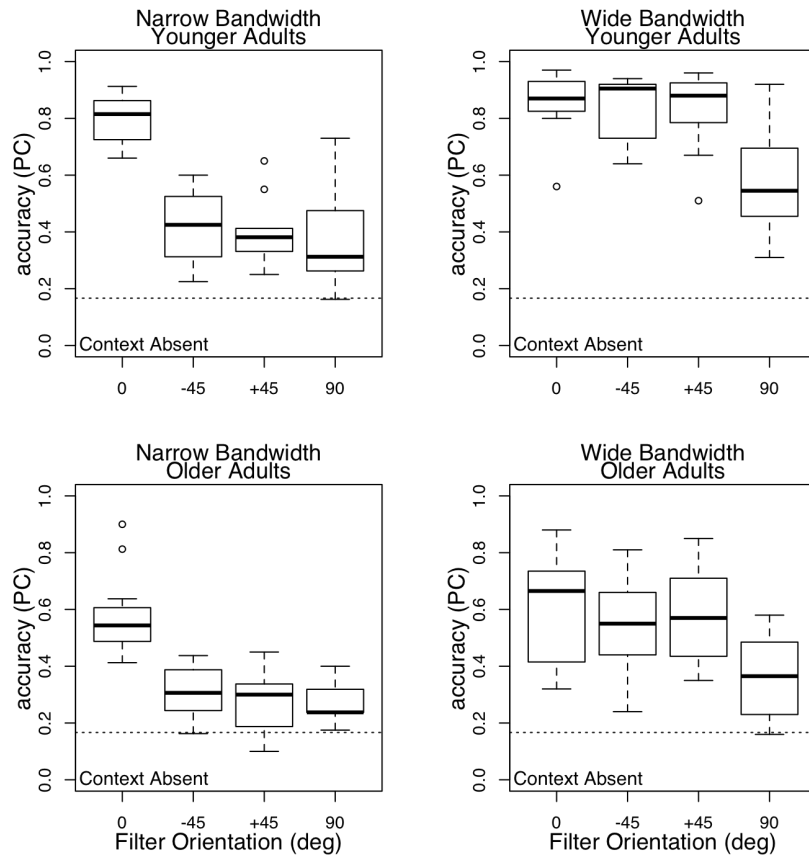 Narrow Bandwidth
Younger Adults
accuracy (PC)
1.0
0.8
0.6
0.4
0.2
0.0
Context Absent
0 -45 +45 90
Wide Bandwidth
Younger Adults
accuracy (PC)
1.0
0.8
0.6
0.4
0.2
0.0
Context Absent
0 -45 +45 90
Narrow Bandwidth
Older Adults
accuracy (PC)
1.0
0.8
0.6
0.4
0.2
0.0
Context Absent
0 -45 +45 90
Filter Orientation (deg)
Wide Bandwidth
Older Adults
accuracy (PC)
1.0
0.8
0.6
0.4
0.2
0.0
Context Absent
0 -45 +45 90
Filter Orientation (deg)